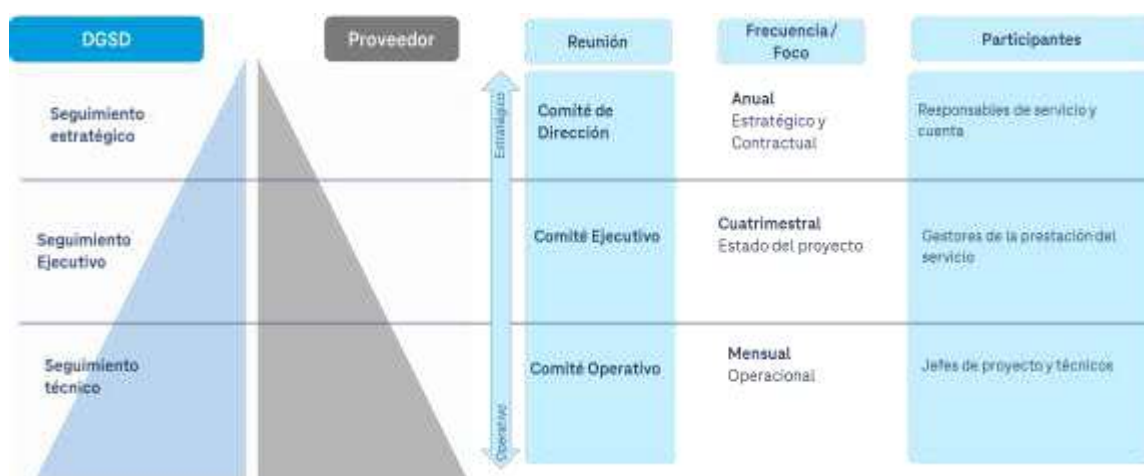 DGSD
Proveedor
Reunión
Frecuencia/
Foco
Participantes
Seguimiento
estratégico
Estratégico
Comité de
Dirección
Anual
Estratégico y
Contractual
Responsables de servicio y
cuenta
Seguimiento
Ejecutivo
Comité Ejecutivo
Cuatrimestral
Estado del proyecto
Gestores de la prestación del
servicio
Seguimiento
técnico
Operativo
Comité Operativo
Mensual
Operacional
Jefes de proyecto y técnicos